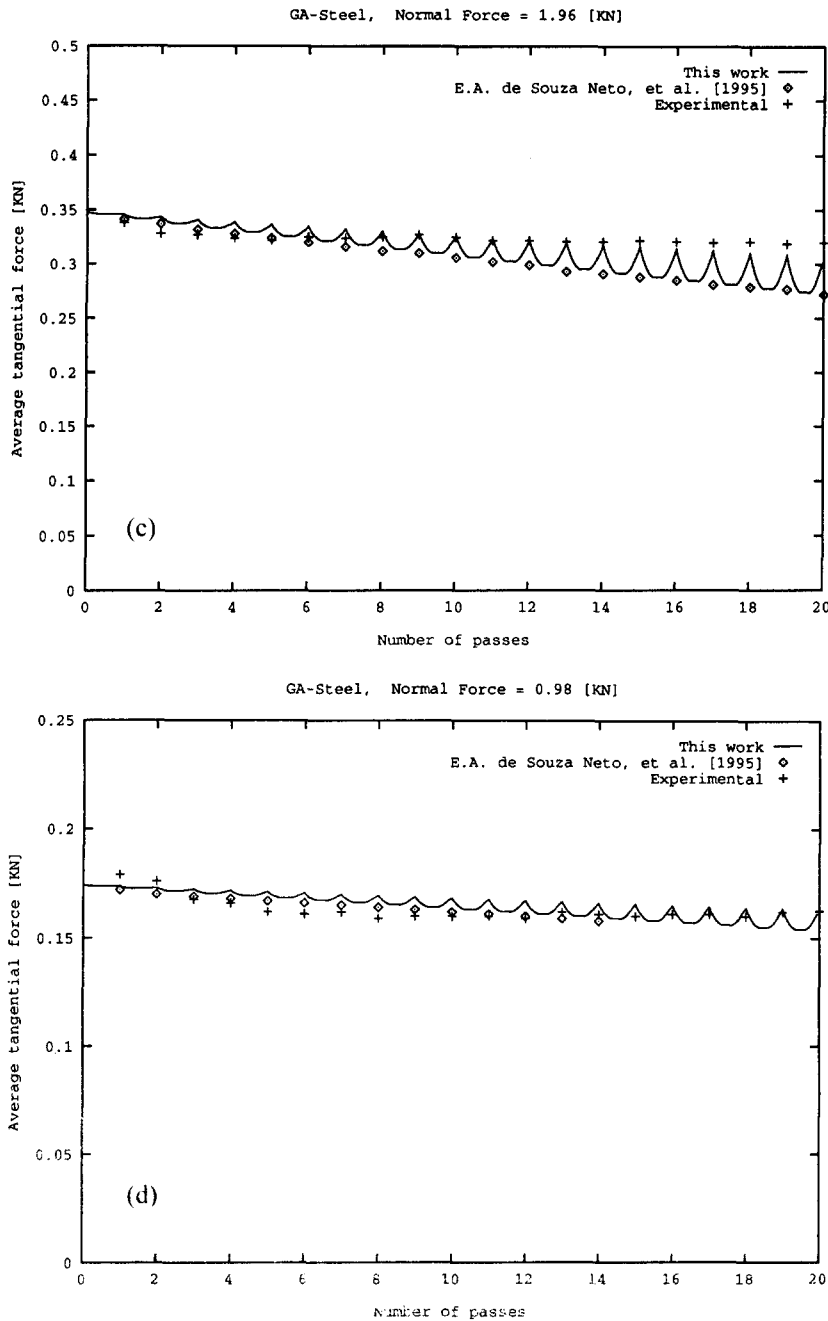 GA-Steel, Normal Force = 1.96 [KN]
0.5
0.45
0.4
0.35
0.3
0.25
0.2
0.15
0.1
0.05
0
Average tangential force [KN]
This work
E.A. de Souza Neto, et al. [1995]
Experimental
(c)
0 2 4 6 8 10 12 14 16 18 20
Number of passes
GA-Steel, Normal Force = 0.98 [KN]
0.25
0.2
0.15
0.1
0.05
0
Average tangential force [KN]
This work
E.A. de Souza Neto, et al. [1995]
Experimental
(d)
0 2 4 6 8 10 12 14 16 18 20
Number of passes